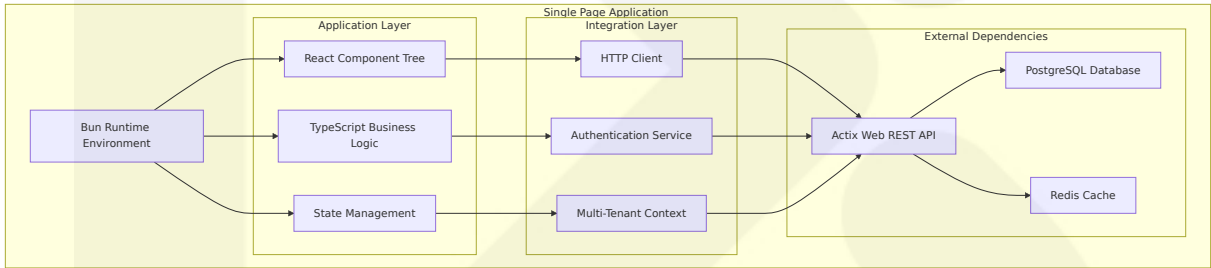 Single Page Application
Application Layer
Integration Layer
External Dependencies
React Component Tree
HTTP Client
PostgreSQL Database
Bun Runtime
Environment
TypeScript Business
Logic
Authentication Service
Actix Web REST API
State Management
Multi-Tenant Context
Redis Cache